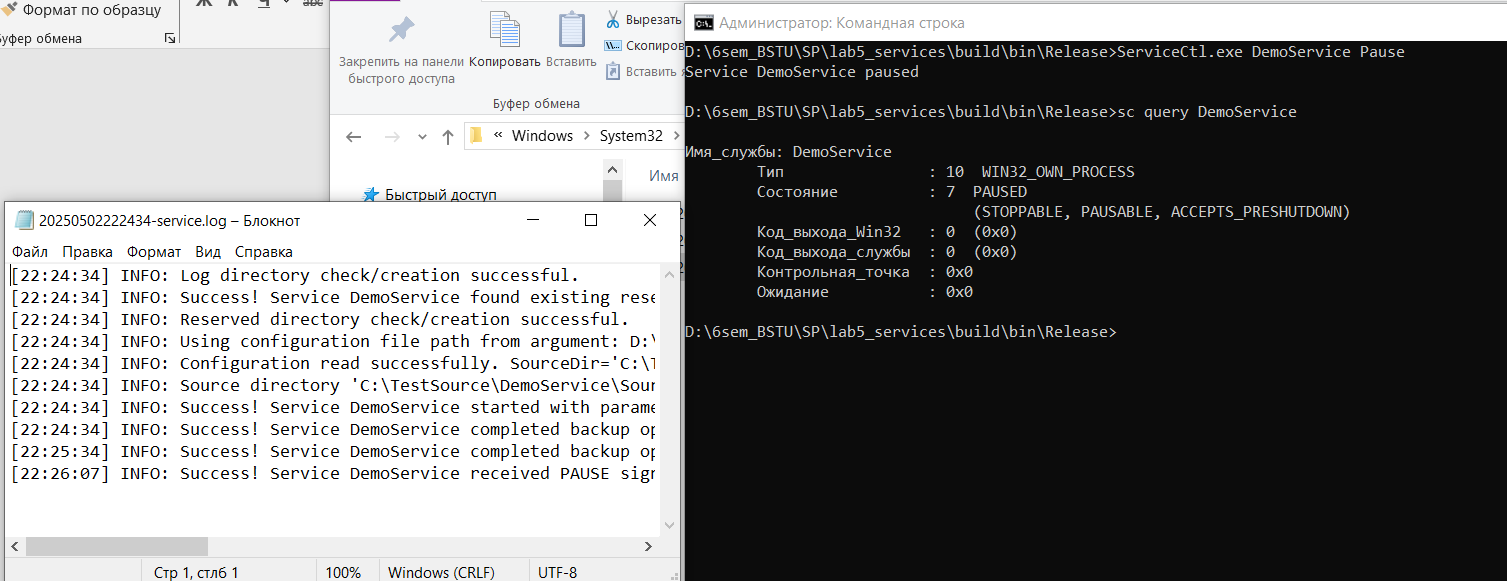 Формат по образцу
Ж К Ч abc
уфер обмена
Закрепить на панели быстрого доступа
Копировать
Вставить
Вырезать
Скопиров
Вставить
Буфер обмена
« Windows > System32 >
Быстрый доступ
Имя
20250502222434-service.log – Блокнот
Файл Правка Формат Вид Справка
[22:24:34] INFO: Log directory check/creation successful.
[22:24:34] INFO: Success! Service DemoService found existing rese
[22:24:34] INFO: Reserved directory check/creation successful.
[22:24:34] INFO: Using configuration file path from argument: D:\
[22:24:34] INFO: Configuration read successfully. SourceDir='C:\T
[22:24:34] INFO: Source directory 'C:\TestSource\DemoService\Sour
[22:24:34] INFO: Success! Service DemoService started with parame
[22:24:34] INFO: Success! Service DemoService completed backup op
[22:25:34] INFO: Success! Service DemoService completed backup op
[22:26:07] INFO: Success! Service DemoService received PAUSE sign
Стр 1, стлб 1 100% Windows (CRLF) UTF-8
Администратор: Командная строка
D:\6sem_BSTU\SP\lab5_services\build\bin\Release>ServiceCtl.exe DemoService Pause
Service DemoService paused
D:\6sem_BSTU\SP\lab5_services\build\bin\Release>sc query DemoService
Имя_службы: DemoService
Тип : 10 WIN32_OWN_PROCESS
Состояние : 7 PAUSED
(STOPPABLE, PAUSABLE, ACCEPTS_PRESHUTDOWN)
Код_выхода_Win32 : 0 (0x0)
Код_выхода_службы : 0 (0x0)
Контрольная_точка : 0x0
Ожидание : 0x0
D:\6sem_BSTU\SP\lab5_services\build\bin\Release>